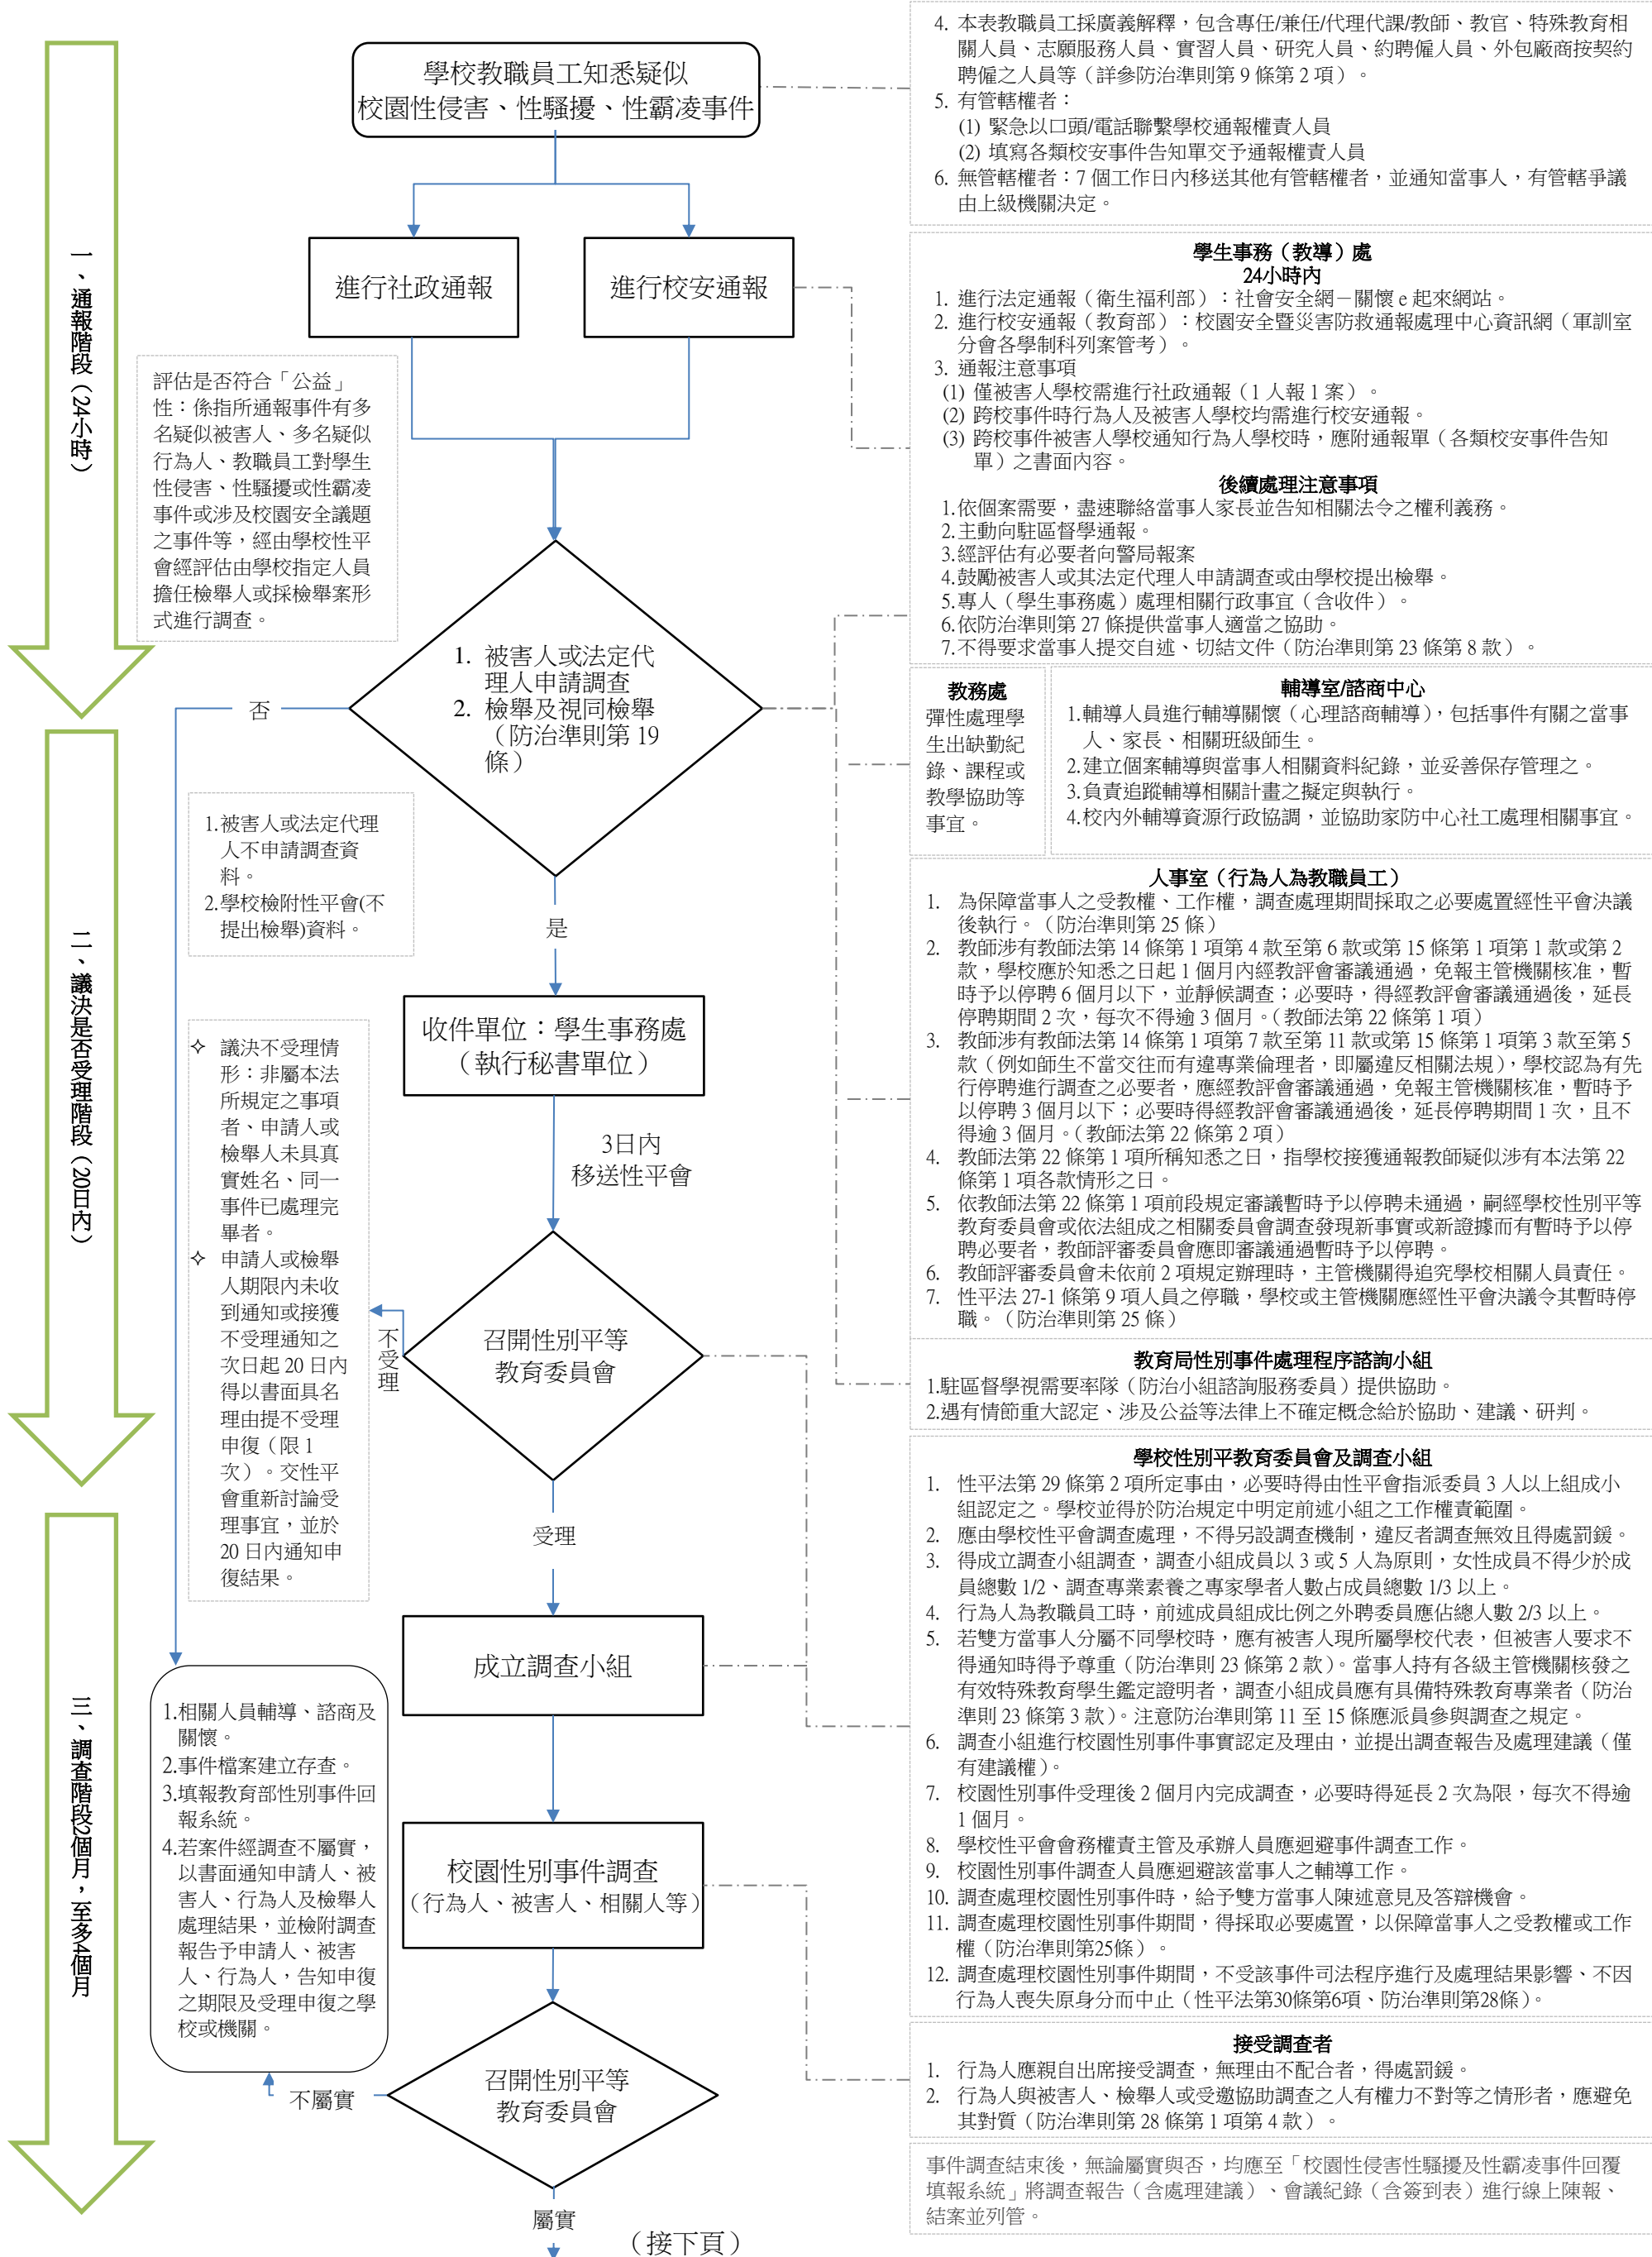 學校教職員工知悉疑似
校園性侵害、性騷擾、性霸凌事件
4. 本表教職員工採廣義解釋，包含專任/兼任/代理代課/教師、教官、特殊教育相
關人員、志願服務人員、實習人員、研究人員、約聘僱人員、外包廠商按契約
聘僱之人員等（詳參防治準則第 9 條第 2 項）。
5. 有管轄權者：
(1) 緊急以口頭/電話聯繫學校通報權責人員
(2) 填寫各類校安事件告知單交予通報權責人員
6. 無管轄權者：7 個工作日內移送其他有管轄權者，並通知當事人，有管轄爭議
由上級機關決定。
一、通報階段（24小時）
進行社政通報
進行校安通報
學生事務（教導）處
24小時內
1. 進行法定通報（衛生福利部）：社會安全網－關懷 e 起來網站。
2. 進行校安通報（教育部）：校園安全暨災害防救通報處理中心資訊網（軍訓室
分會各學制科列案管考）。
3. 通報注意事項
(1) 僅被害人學校需進行社政通報（1 人報 1 案）。
(2) 跨校事件時行為人及被害人學校均需進行校安通報。
(3) 跨校事件被害人學校通知行為人學校時，應附通報單（各類校安事件告知
單）之書面內容。
後續處理注意事項
1.依個案需要，盡速聯絡當事人家長並告知相關法令之權利義務。
2.主動向駐區督學通報。
3.經評估有必要者向警局報案
4.鼓勵被害人或其法定代理人申請調查或由學校提出檢舉。
5.專人（學生事務處）處理相關行政事宜（含收件）。
6.依防治準則第 27 條提供當事人適當之協助。
7.不得要求當事人提交自述、切結文件（防治準則第 23 條第 8 款）。
評估是否符合「公益」
性：係指所通報事件有多
名疑似被害人、多名疑似
行為人、教職員工對學生
性侵害、性騷擾或性霸凌
事件或涉及校園安全議題
之事件等，經由學校性平
會經評估由學校指定人員
擔任檢舉人或採檢舉案形
式進行調查。
1. 被害人或法定代
理人申請調查
2. 檢舉及視同檢舉
（防治準則第 19
條）
否
是
教務處
彈性處理學
生出缺勤紀
錄、課程或
教學協助等
事宜。
輔導室/諮商中心
1.輔導人員進行輔導關懷（心理諮商輔導），包括事件有關之當事
人、家長、相關班級師生。
2.建立個案輔導與當事人相關資料紀錄，並妥善保存管理之。
3.負責追蹤輔導相關計畫之擬定與執行。
4.校內外輔導資源行政協調，並協助家防中心社工處理相關事宜。
二、議決是否受理階段（20日內）
1.被害人或法定代理
人不申請調查資
料。
2.學校檢附性平會(不
提出檢舉)資料。
人事室（行為人為教職員工）
1. 為保障當事人之受教權、工作權，調查處理期間採取之必要處置經性平會決議
後執行。（防治準則第 25 條）
2. 教師涉有教師法第 14 條第 1 項第 4 款至第 6 款或第 15 條第 1 項第 1 款或第 2
款，學校應於知悉之日起 1 個月內經教評會審議通過，免報主管機關核准，暫
時予以停聘 6 個月以下，並靜候調查；必要時，得經教評會審議通過後，延長
停聘期間 2 次，每次不得逾 3 個月。（教師法第 22 條第 1 項）
3. 教師涉有教師法第 14 條第 1 項第 7 款至第 11 款或第 15 條第 1 項第 3 款至第 5
款（例如師生不當交往而有違專業倫理者，即屬違反相關法規），學校認為有先
行停聘進行調查之必要者，應經教評會審議通過，免報主管機關核准，暫時予
以停聘 3 個月以下；必要時得經教評會審議通過後，延長停聘期間 1 次，且不
得逾 3 個月。（教師法第 22 條第 2 項）
4. 教師法第 22 條第 1 項所稱知悉之日，指學校接獲通報教師疑似涉有本法第 22
條第 1 項各款情形之日。
5. 依教師法第 22 條第 1 項前段規定審議暫時予以停聘未通過，嗣經學校性別平等
教育委員會或依法組成之相關委員會調查發現新事實或新證據而有暫時予以停
聘必要者，教師評審委員會應即審議通過暫時予以停聘。
6. 教師評審委員會未依前 2 項規定辦理時，主管機關得追究學校相關人員責任。
7. 性平法 27-1 條第 9 項人員之停職，學校或主管機關應經性平會決議令其暫時停
職。（防治準則第 25 條）
收件單位：學生事務處
（執行秘書單位）
3日內
移送性平會
✧ 議決不受理情
形：非屬本法
所規定之事項
者、申請人或
檢舉人未具真
實姓名、同一
事件已處理完
畢者。
✧ 申請人或檢舉
人期限內未收
到通知或接獲
不受理通知之
次日起 20 日內
得以書面具名
理由提不受理
申復（限 1
次）。交性平
會重新討論受
理事宜，並於
20 日內通知申
復結果。
不受理
召開性別平等
教育委員會
受理
教育局性別事件處理程序諮詢小組
1.駐區督學視需要率隊（防治小組諮詢服務委員）提供協助。
2.遇有情節重大認定、涉及公益等法律上不確定概念給於協助、建議、研判。
學校性別平教育委員會及調查小組
1. 性平法第 29 條第 2 項所定事由，必要時得由性平會指派委員 3 人以上組成小
組認定之。學校並得於防治規定中明定前述小組之工作權責範圍。
2. 應由學校性平會調查處理，不得另設調查機制，違反者調查無效且得處罰鍰。
3. 得成立調查小組調查，調查小組成員以 3 或 5 人為原則，女性成員不得少於成
員總數 1/2、調查專業素養之專家學者人數占成員總數 1/3 以上。
4. 行為人為教職員工時，前述成員組成比例之外聘委員應佔總人數 2/3 以上。
5. 若雙方當事人分屬不同學校時，應有被害人現所屬學校代表，但被害人要求不
得通知時得予尊重（防治準則 23 條第 2 款）。當事人持有各級主管機關核發之
有效特殊教育學生鑑定證明者，調查小組成員應有具備特殊教育專業者（防治
準則 23 條第 3 款）。注意防治準則第 11 至 15 條應派員參與調查之規定。
6. 調查小組進行校園性別事件事實認定及理由，並提出調查報告及處理建議（僅
有建議權）。
7. 校園性別事件受理後 2 個月內完成調查，必要時得延長 2 次為限，每次不得逾
1 個月。
8. 學校性平會會務權責主管及承辦人員應迴避事件調查工作。
9. 校園性別事件調查人員應迴避該當事人之輔導工作。
10. 調查處理校園性別事件時，給予雙方當事人陳述意見及答辯機會。
11. 調查處理校園性別事件期間，得採取必要處置，以保障當事人之受教權或工作
權（防治準則第25條）。
12. 調查處理校園性別事件期間，不受該事件司法程序進行及處理結果影響、不因
行為人喪失原身分而中止（性平法第30條第6項、防治準則第28條）。
三、調查階段2個月，至多4個月
成立調查小組
1.相關人員輔導、諮商及
關懷。
2.事件檔案建立存查。
3.填報教育部性別事件回
報系統。
4.若案件經調查不屬實，
以書面通知申請人、被
害人、行為人及檢舉人
處理結果，並檢附調查
報告予申請人、被害
人、行為人，告知申復
之期限及受理申復之學
校或機關。
校園性別事件調查
（行為人、被害人、相關人等）
召開性別平等
教育委員會
不屬實
屬實
（接下頁）
接受調查者
1. 行為人應親自出席接受調查，無理由不配合者，得處罰鍰。
2. 行為人與被害人、檢舉人或受邀協助調查之人有權力不對等之情形者，應避免
其對質（防治準則第 28 條第 1 項第 4 款）。
事件調查結束後，無論屬實與否，均應至「校園性侵害性騷擾及性霸凌事件回覆
填報系統」將調查報告（含處理建議）、會議紀錄（含簽到表）進行線上陳報、
結案並列管。